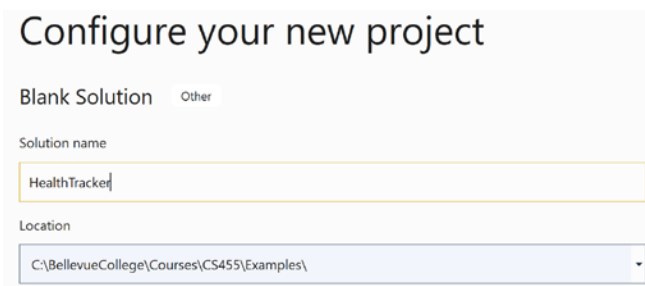 Configure your new project
Blank Solution Other
Solution name
HealthTracker
Location
C:\BellevueCollege\Courses\CS455\Examples\